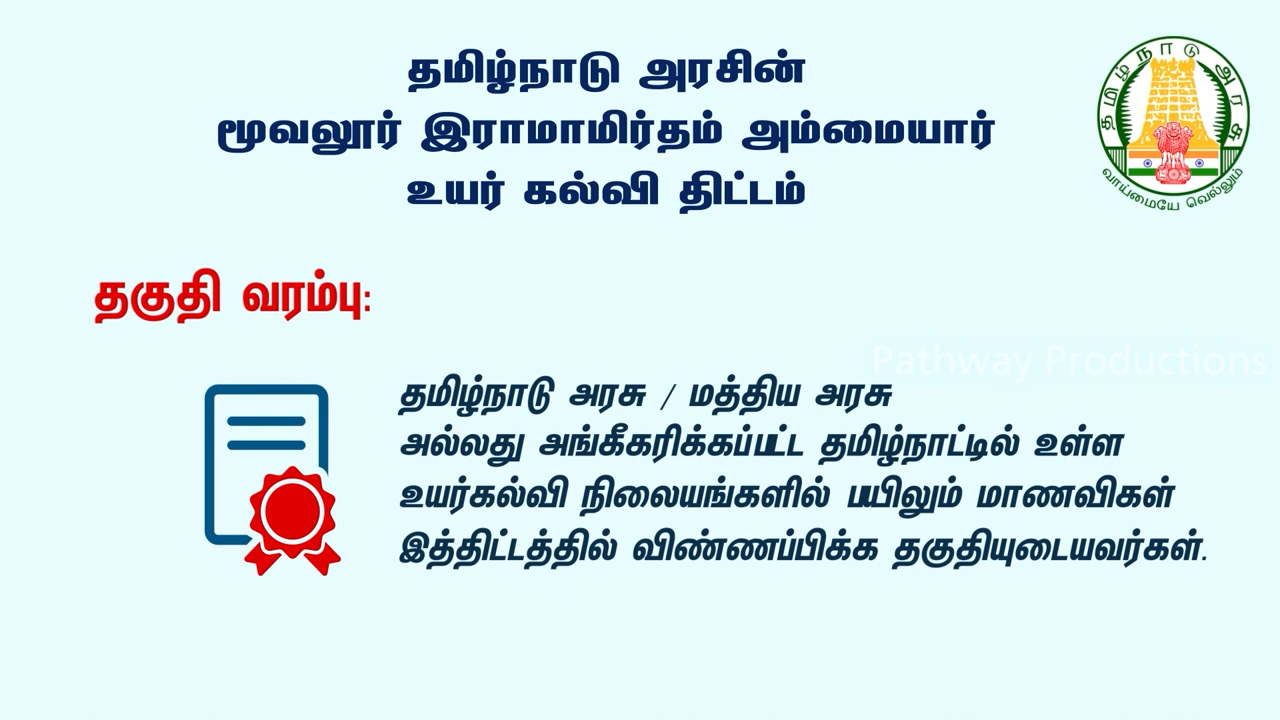 தமிழ்நாடு அரசின்
மூவலூர் இராமாமிர்தம் அம்மையார்
உயர் கல்வி திட்டம்
தமிழ்நாடு அரசு
வாய்மையே வெல்லும்
தகுதி வரம்பு:
Pathway Productions
தமிழ்நாடு அரசு / மத்திய அரசு
அல்லது அங்கீகரிக்கப்பட்ட தமிழ்நாட்டில் உள்ள
உயர்கல்வி நிலையங்களில் பயிலும் மாணவிகள்
இத்திட்டத்தில் விண்ணப்பிக்க தகுதியுடையவர்கள்.